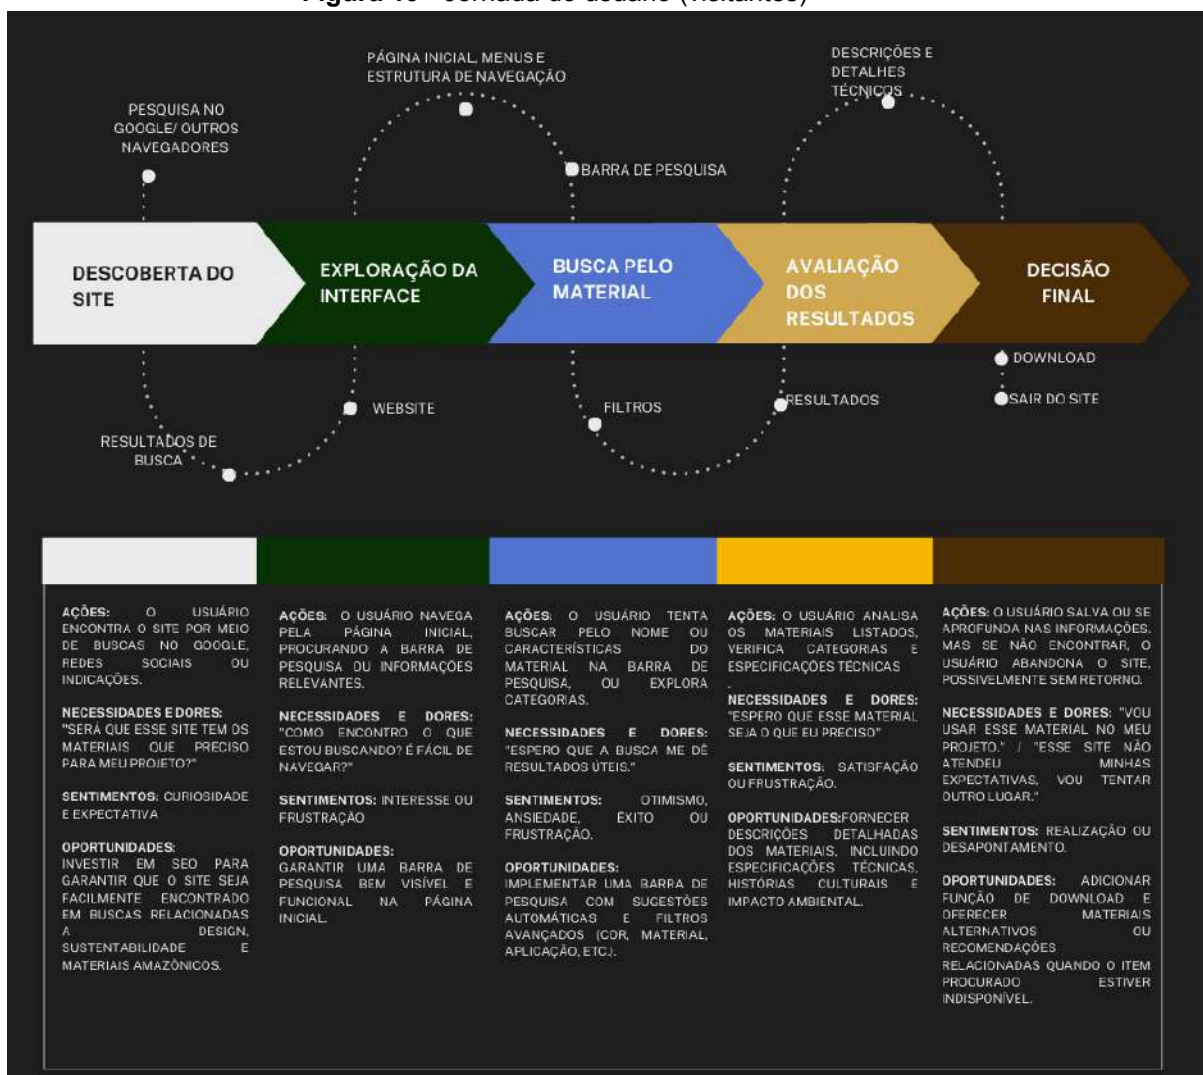 Jornada do usuário (visitantes)
PÁGINA INICIAL, MENUS E
ESTRUTURA DE NAVEGAÇÃO
DESCRIÇÕES E
DETALHES
TÉCNICOS
PESQUISA NO
GOOGLE/ OUTROS
NAVEGADORES
BARRA DE PESQUISA
DESCOBERTA DO
SITE
EXPLORAÇÃO DA
INTERFACE
BUSCA PELO
MATERIAL
AVALIAÇÃO
DOS
RESULTADOS
DECISÃO
FINAL
DOWNLOAD
SAIR DO SITE
WEBSITE
FILTROS
RESULTADOS
RESULTADOS DE
BUSCA
AÇÕES: O USUÁRIO
ENCONTRA O SITE POR MEIO
DE BUSCAS NO GOOGLE,
REDES SOCIAIS OU
INDICAÇÕES.
NECESSIDADES E DORES:
"SERÁ QUE ESSE SITE TEM OS
MATERIAIS QUE PRECISO
PARA MEU PROJETO?"
SENTIMENTOS: CURIOSIDADE
E EXPECTATIVA
OPORTUNIDADES:
INVESTIR EM SEO PARA
GARANTIR QUE O SITE SEJA
FACILMENTE ENCONTRADO
EM BUSCAS RELACIONADAS
A DESIGN,
SUSTENTABILIDADE E
MATERIAIS AMAZÔNICOS.
AÇÕES: O USUÁRIO NAVEGA
PELA PÁGINA INICIAL,
PROCURANDO A BARRA DE
PESQUISA OU INFORMAÇÕES
RELEVANTES.
NECESSIDADES E DORES:
"COMO ENCONTRO O QUE
ESTOU BUSCANDO? É FÁCIL DE
NAVEGAR?"
SENTIMENTOS: INTERESSE OU
FRUSTRAÇÃO
OPORTUNIDADES:
GARANTIR UMA BARRA DE
PESQUISA BEM VISÍVEL E
FUNCIONAL NA PÁGINA
INICIAL.
AÇÕES: O USUÁRIO TENTA
BUSCAR PELO NOME OU
CARACTERÍSTICAS DO
MATERIAL NA BARRA DE
PESQUISA, OU EXPLORA
CATEGORIAS.
NECESSIDADES E DORES:
"ESPERO QUE A BUSCA ME DÊ
RESULTADOS ÚTEIS."
SENTIMENTOS: OTIMISMO,
ANSIEDADE, ÊXITO OU
FRUSTRAÇÃO.
OPORTUNIDADES:
IMPLEMENTAR UMA BARRA DE
PESQUISA COM SUGESTÕES
AUTOMÁTICAS E FILTROS
AVANÇADOS (COR, MATERIAL,
APLICAÇÃO, ETC.).
AÇÕES: O USUÁRIO ANALISA
OS MATERIAIS LISTADOS,
VERIFICA CATEGORIAS E
ESPECIFICAÇÕES TÉCNICAS
.
NECESSIDADES E DORES:
"ESPERO QUE ESSE MATERIAL
SEJA O QUE EU PRECISO"
SENTIMENTOS: SATISFAÇÃO
OU FRUSTRAÇÃO.
OPORTUNIDADES:FORNECER
DESCRIÇÕES DETALHADAS
DOS MATERIAIS, INCLUINDO
ESPECIFICAÇÕES TÉCNICAS,
HISTÓRIAS CULTURAIS E
IMPACTO AMBIENTAL.
AÇÕES: O USUÁRIO SALVA OU SE
APROFUNDA NAS INFORMAÇÕES.
MAS SE NÃO ENCONTRAR, O
USUÁRIO ABANDONA O SITE,
POSSIVELMENTE SEM RETORNO.
NECESSIDADES E DORES: "VOU
USAR ESSE MATERIAL NO MEU
PROJETO." / "ESSE SITE NÃO
ATENDEU MINHAS
EXPECTATIVAS, VOU TENTAR
OUTRO LUGAR."
SENTIMENTOS: REALIZAÇÃO OU
DESAPONTAMENTO.
OPORTUNIDADES: ADICIONAR
FUNÇÃO DE DOWNLOAD E
OFERECER MATERIAIS
ALTERNATIVOS OU
RECOMENDAÇÕES
RELACIONADAS QUANDO O ITEM
PROCURADO ESTIVER
INDISPONÍVEL.